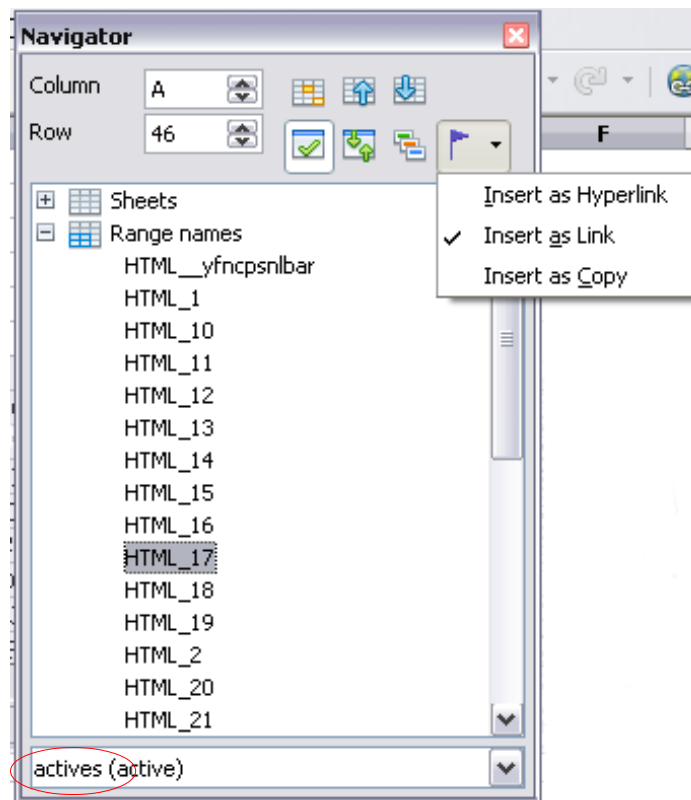 Navigator
Column A
Row 46
F
Insert as Hyperlink
Insert as Link
Insert as Copy
Sheets
Range names
HTML__yfncpsnlbar
HTML_1
HTML_10
HTML_11
HTML_12
HTML_13
HTML_14
HTML_15
HTML_16
HTML_17
HTML_18
HTML_19
HTML_2
HTML_20
HTML_21
actives (active)